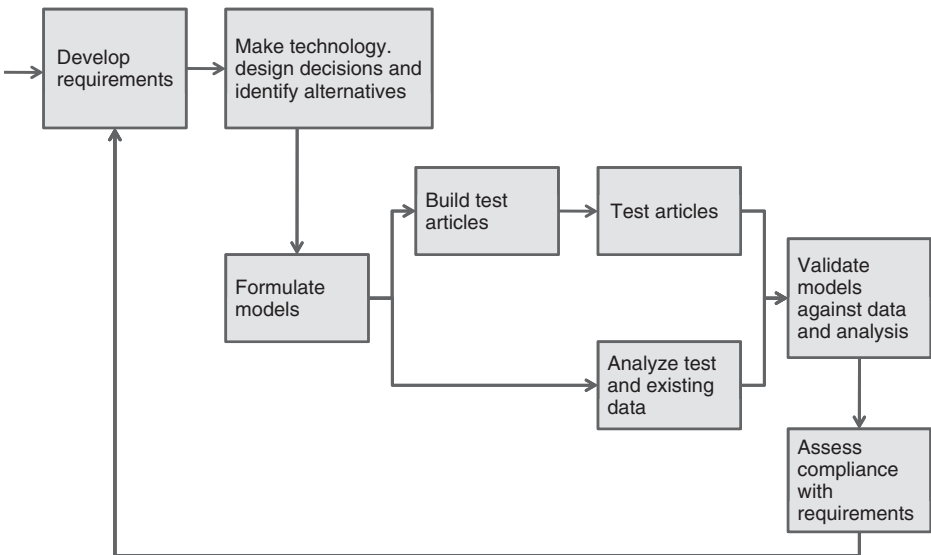 Develop
requirements
Make technology.
design decisions and
identify alternatives
Build test
articles
Test articles
Formulate
models
Validate
models
against data
and analysis
Analyze test
and existing
data
Assess
compliance
with
requirements